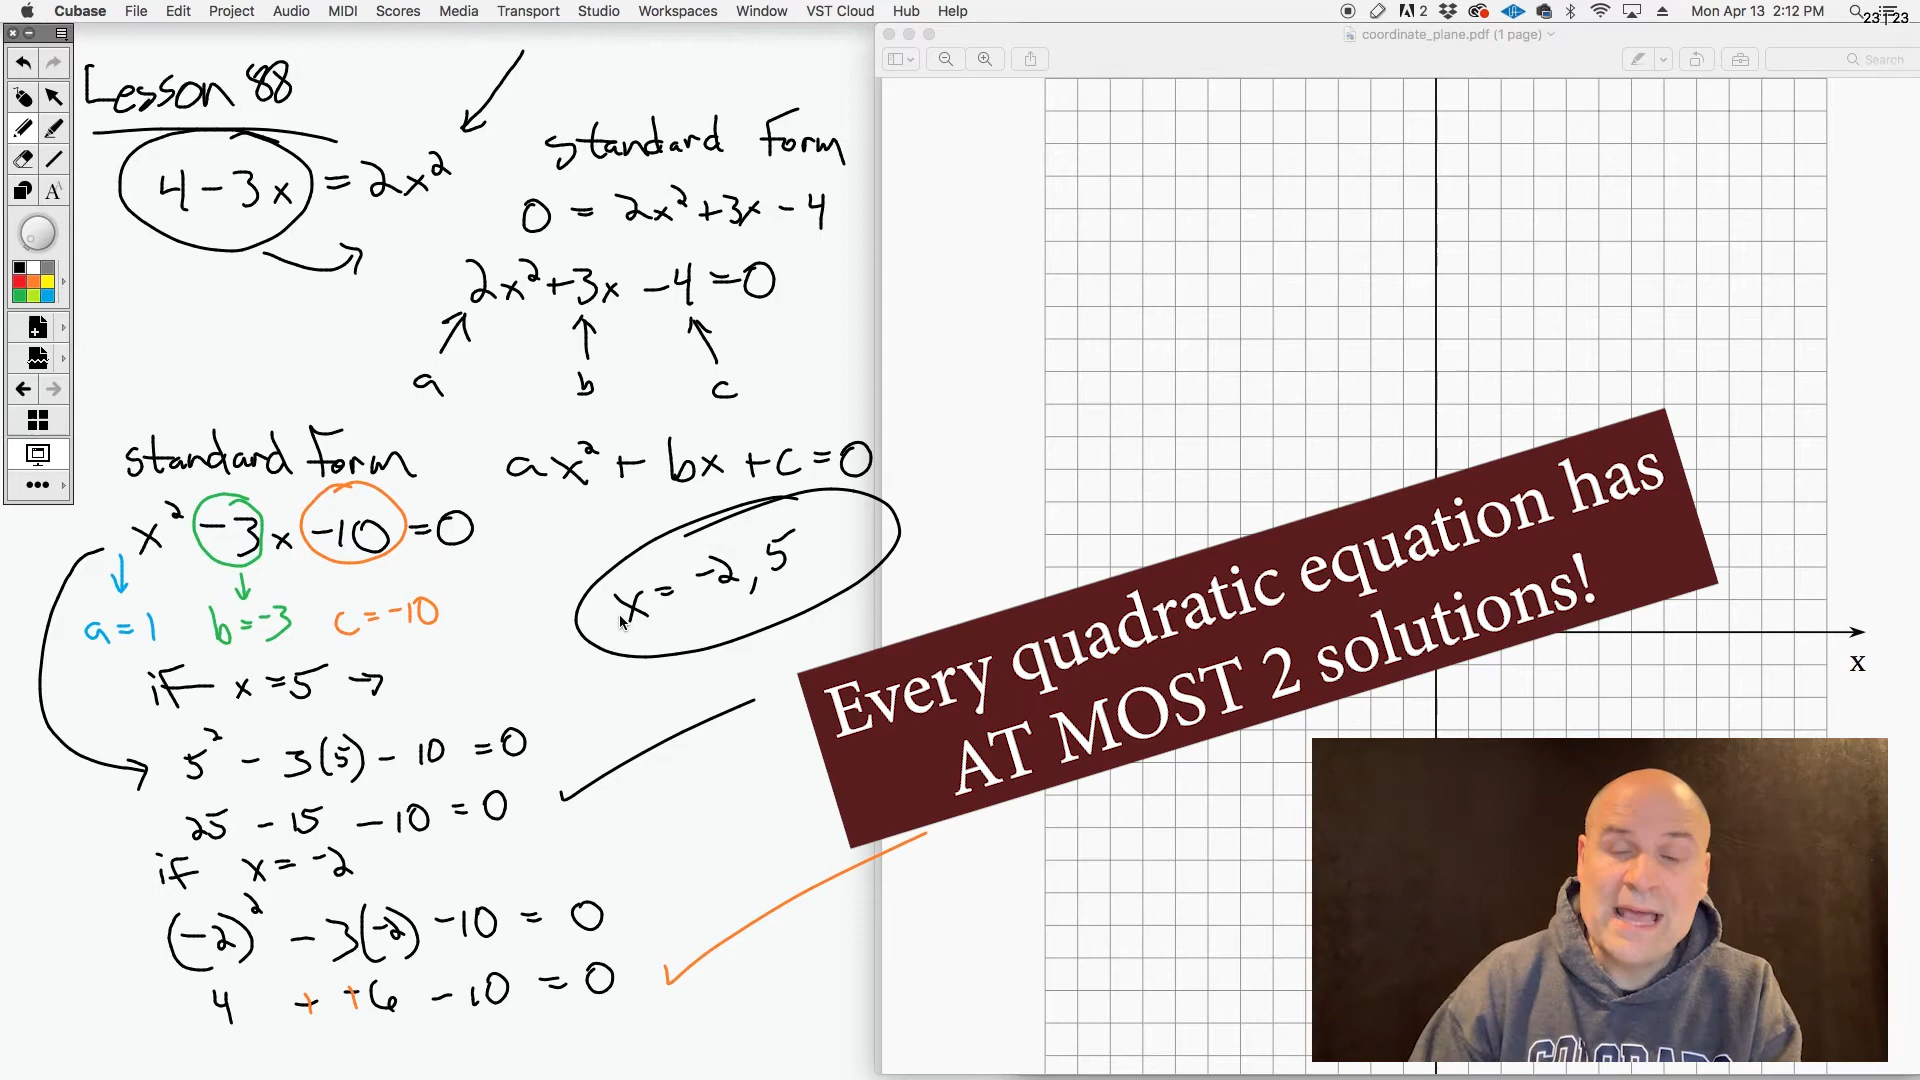 Cubase File Edit Project Audio MIDI Scores Media Transport Studio Workspaces Window VST Cloud Hub Help
2 Mon Apr 13 2:12 PM 23|23
coordinate_plane.pdf (1 page)
Search
Lesson 88
4 - 3x = 2x²
standard form
0 = 2x² + 3x - 4
2x² + 3x - 4 = 0
a b c
standard form
ax² + bx + c = 0
x² - 3x - 10 = 0
a = 1 b = -3 c = -10
x = -2, 5
if x = 5 →
5² - 3(5) - 10 = 0
25 - 15 - 10 = 0
if x = -2
(-2)² - 3(-2) - 10 = 0
4 + +6 - 10 = 0
Every quadratic equation has
AT MOST 2 solutions!
x
COLORADO